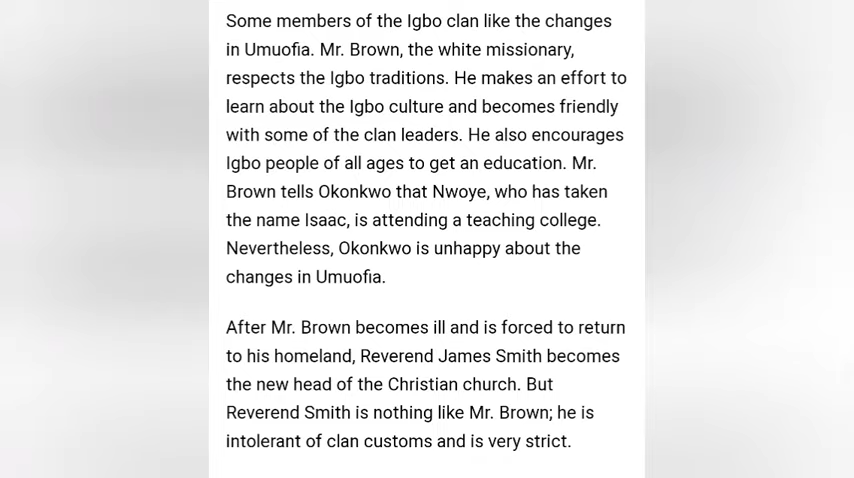 Some members of the Igbo clan like the changes
in Umuofia. Mr. Brown, the white missionary,
respects the Igbo traditions. He makes an effort to
learn about the Igbo culture and becomes friendly
with some of the clan leaders. He also encourages
Igbo people of all ages to get an education. Mr.
Brown tells Okonkwo that Nwoye, who has taken
the name Isaac, is attending a teaching college.
Nevertheless, Okonkwo is unhappy about the
changes in Umuofia.
After Mr. Brown becomes ill and is forced to return
to his homeland, Reverend James Smith becomes
the new head of the Christian church. But
Reverend Smith is nothing like Mr. Brown; he is
intolerant of clan customs and is very strict.